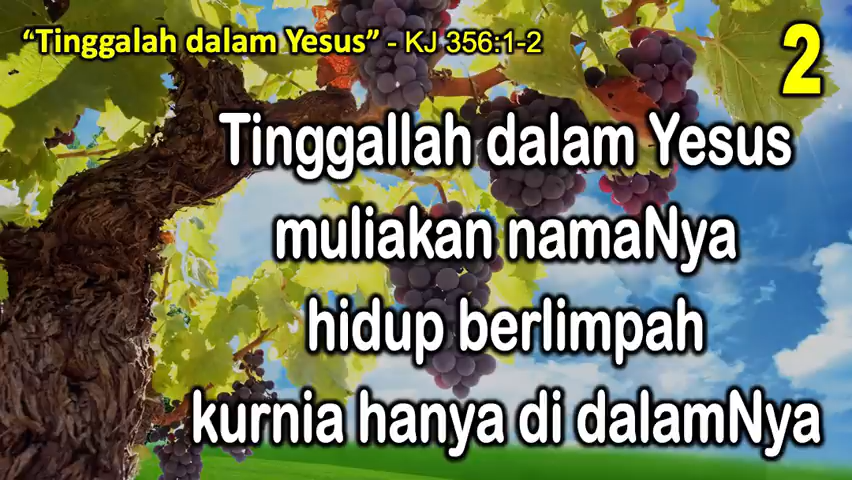 “Tinggalah dalam Yesus” - KJ 356:1-2
2
Tinggallah dalam Yesus
muliakan namaNya
hidup berlimpah
kurnia hanya di dalamNya